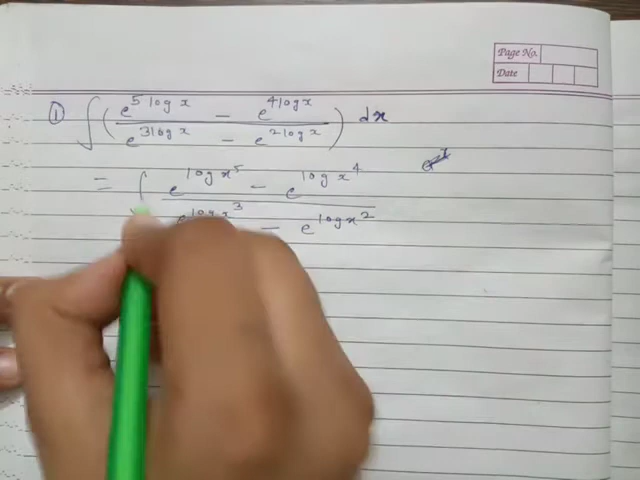 Page No.
Date
① ∫ ( (e^{5 log x} - e^{4 log x}) / (e^{3 log x} - e^{2 log x}) ) dx
= ∫ (e^{log x^5} - e^{log x^4}) / (e^{log x^3} - e^{log x^2})